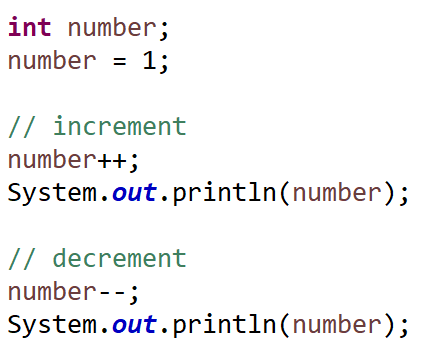 int number;
number = 1;
// increment
number++;
System.out.println(number);
// decrement
number--;
System.out.println(number);